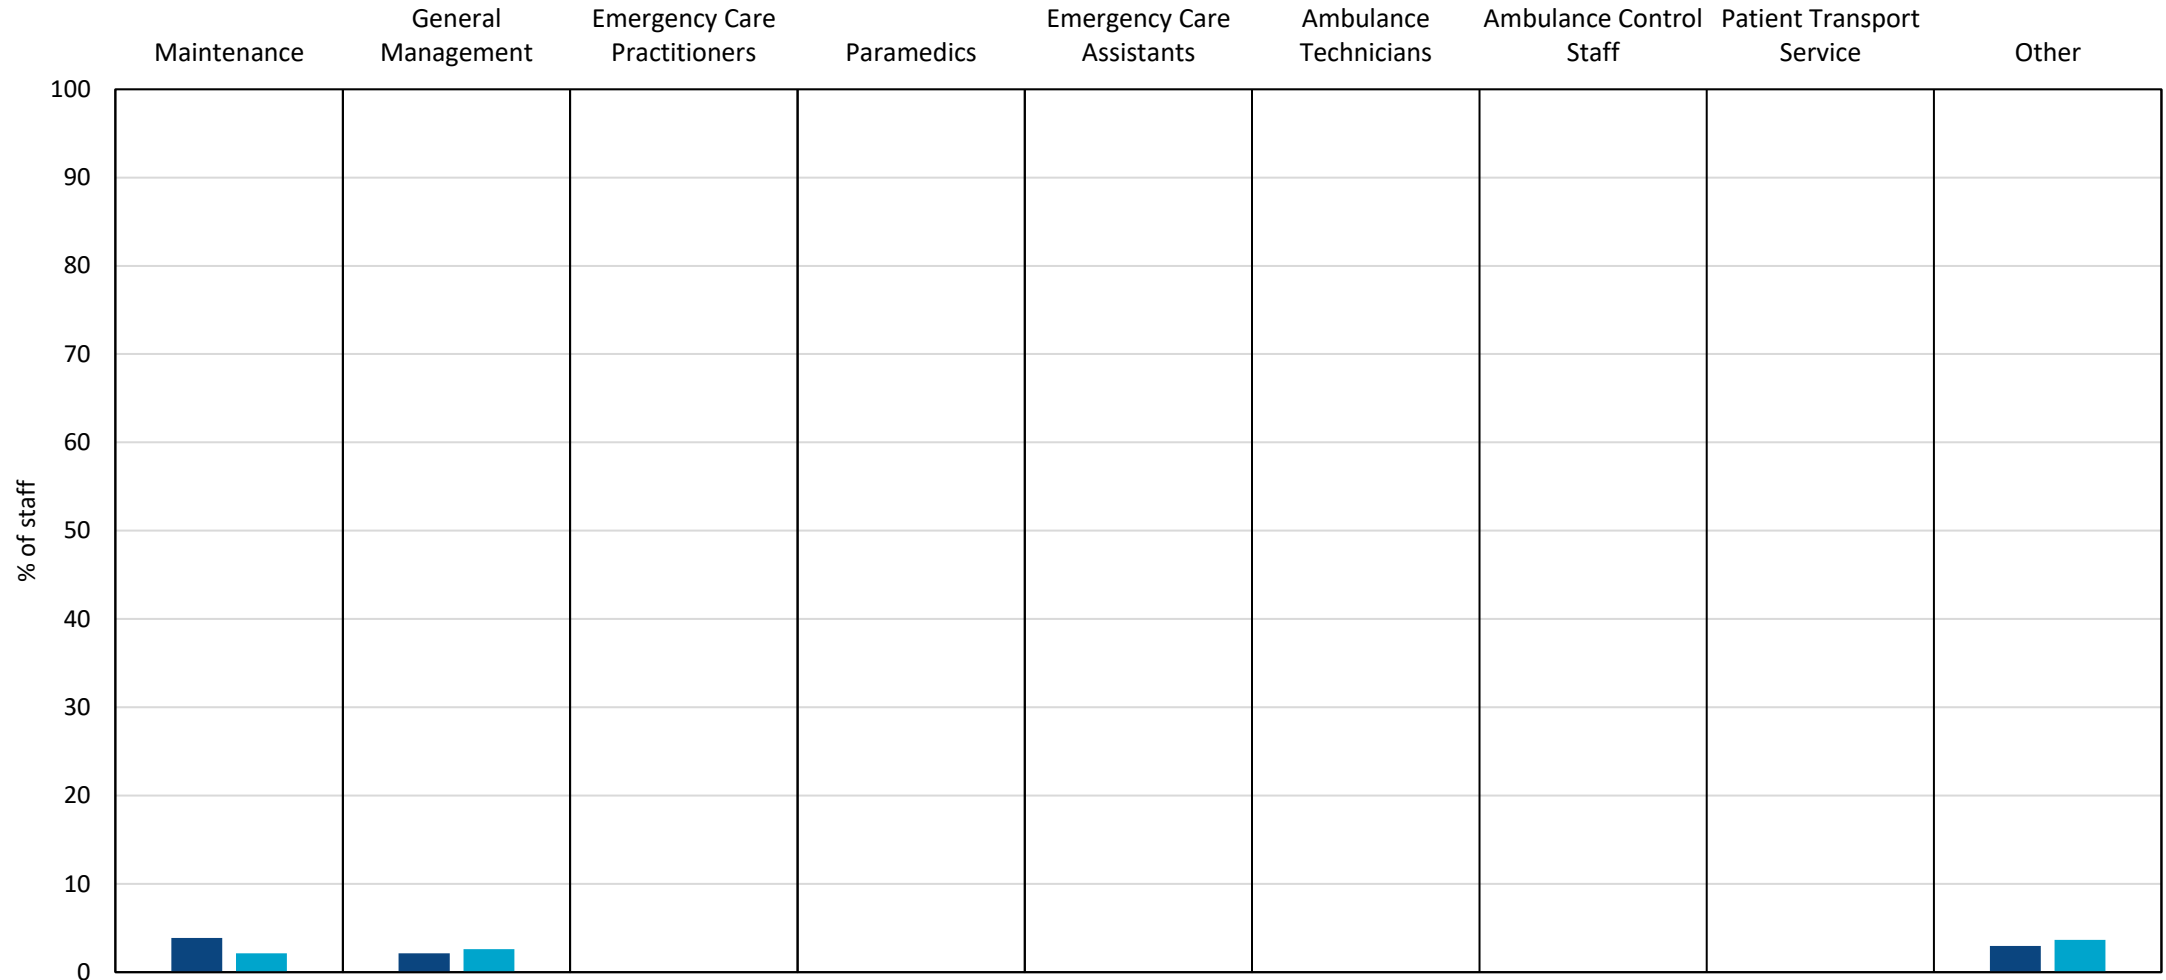 Maintenance
General
Management
Emergency Care
Practitioners
Paramedics
Emergency Care
Assistants
Ambulance
Technicians
Ambulance Control
Staff
Patient Transport
Service
Other
100
90
80
70
60
50
40
30
20
10
0
% of staff